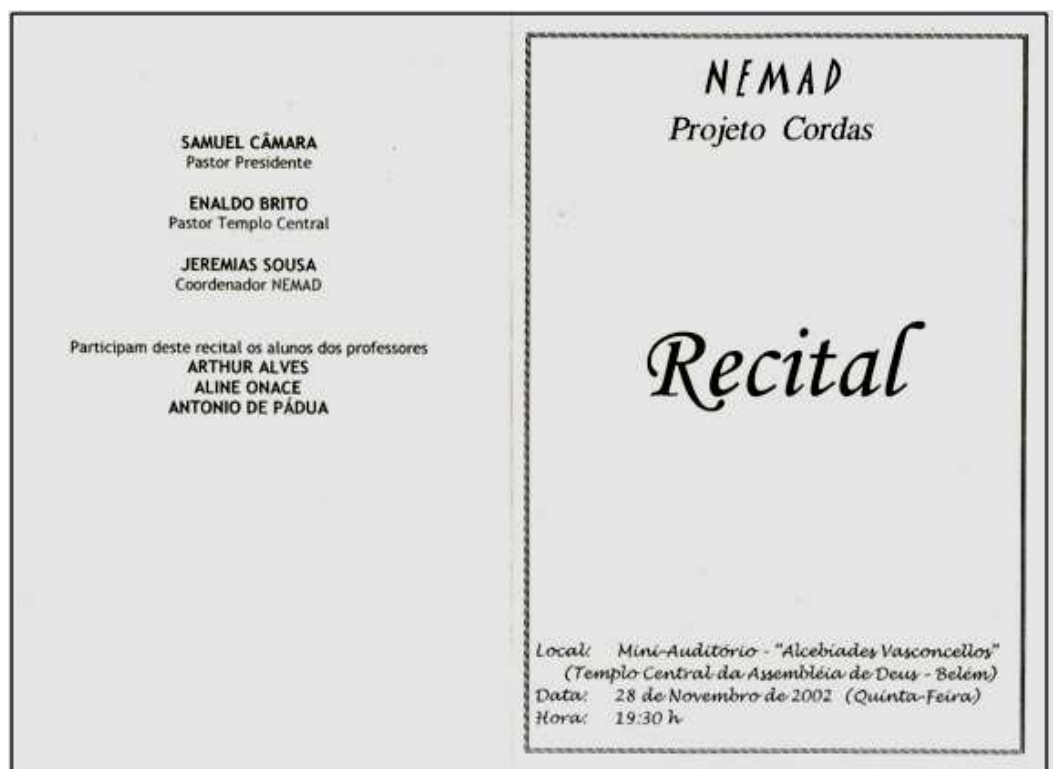 SAMUEL CÂMARA
Pastor Presidente
ENALDO BRITO
Pastor Templo Central
JEREMIAS SOUSA
Coordenador NEMAD
Participam deste recital os alunos dos professores
ARTHUR ALVES
ALINE ONACE
ANTONIO DE PÁDUA
NEMAD
Projeto Cordas
Recital
Local: Mini-Auditório - "Alcebíades Vasconcellos"
(Templo Central da Assembléia de Deus - Belém)
Data: 28 de Novembro de 2002 (Quinta-Feira)
Hora: 19:30 h